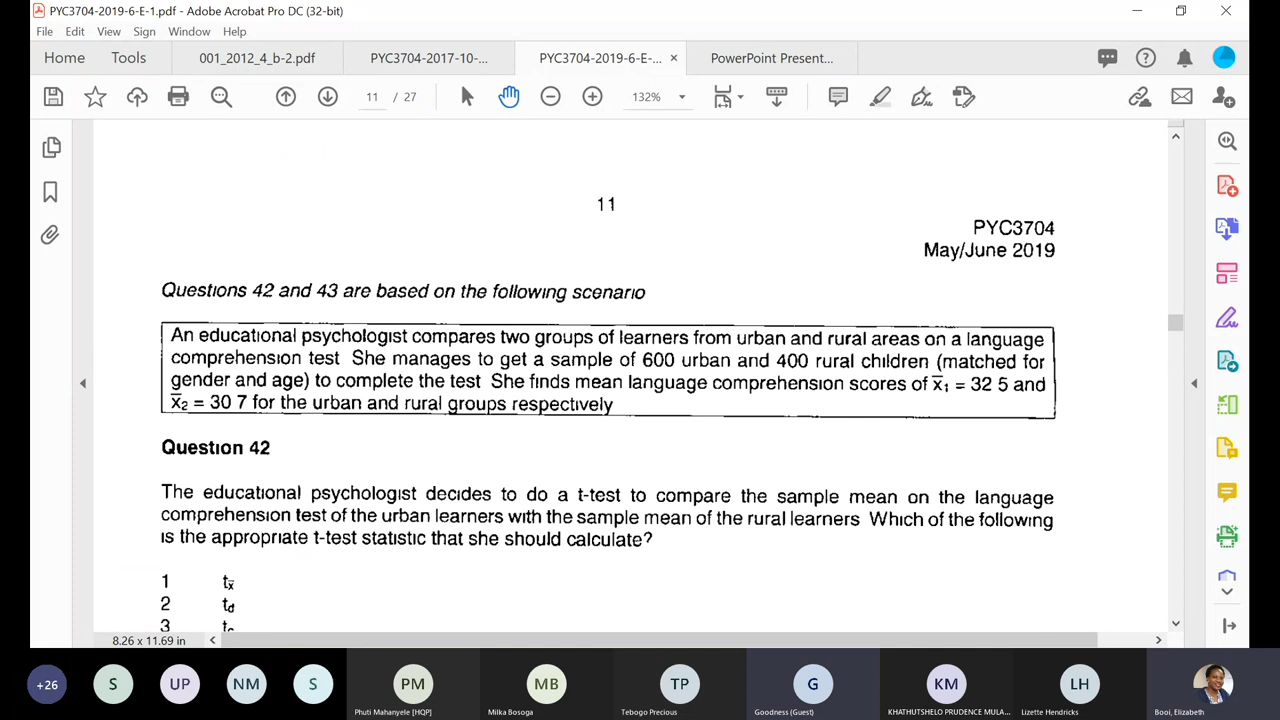 PYC3704-2019-6-E-1.pdf - Adobe Acrobat Pro DC (32-bit)
File Edit View Sign Window Help
Home Tools 001_2012_4_b-2.pdf PYC3704-2017-10-... PYC3704-2019-6-E-... × PowerPoint Present...
11 / 27 132%
11
PYC3704
May/June 2019
Questions 42 and 43 are based on the following scenario
An educational psychologist compares two groups of learners from urban and rural areas on a language
comprehension test She manages to get a sample of 600 urban and 400 rural children (matched for
gender and age) to complete the test She finds mean language comprehension scores of x̅₁ = 32 5 and
x̅₂ = 30 7 for the urban and rural groups respectively
Question 42
The educational psychologist decides to do a t-test to compare the sample mean on the language
comprehension test of the urban learners with the sample mean of the rural learners Which of the following
is the appropriate t-test statistic that she should calculate?
1 tx̅
2 td
3
8.26 x 11.69 in
+26 S UP NM S PM MB TP G KM LH
Phuti Mahanyele [HQP] Milka Bosoga Tebogo Precious Goodness (Guest) KHATHUTSHELO PRUDENCE MULA... Lizette Hendricks Booi, Elizabeth